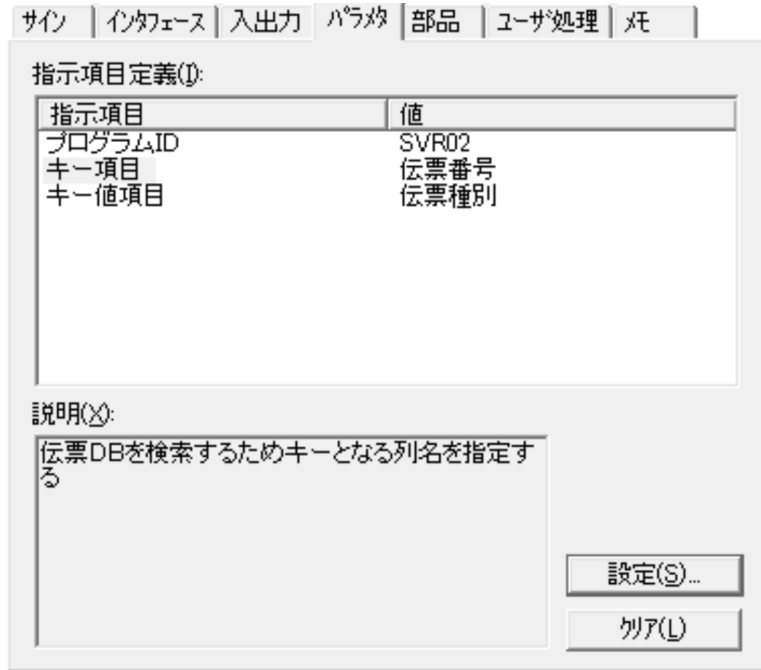 サイン インタフェース 入出力 パラメタ 部品 ユーザ処理 メモ
指示項目定義(I):
指示項目 値
プログラムID SVR02
キー項目 伝票番号
キー値項目 伝票種別
説明(X):
伝票DBを検索するためキーとなる列名を指定す
る
設定(S)...
クリア(L)